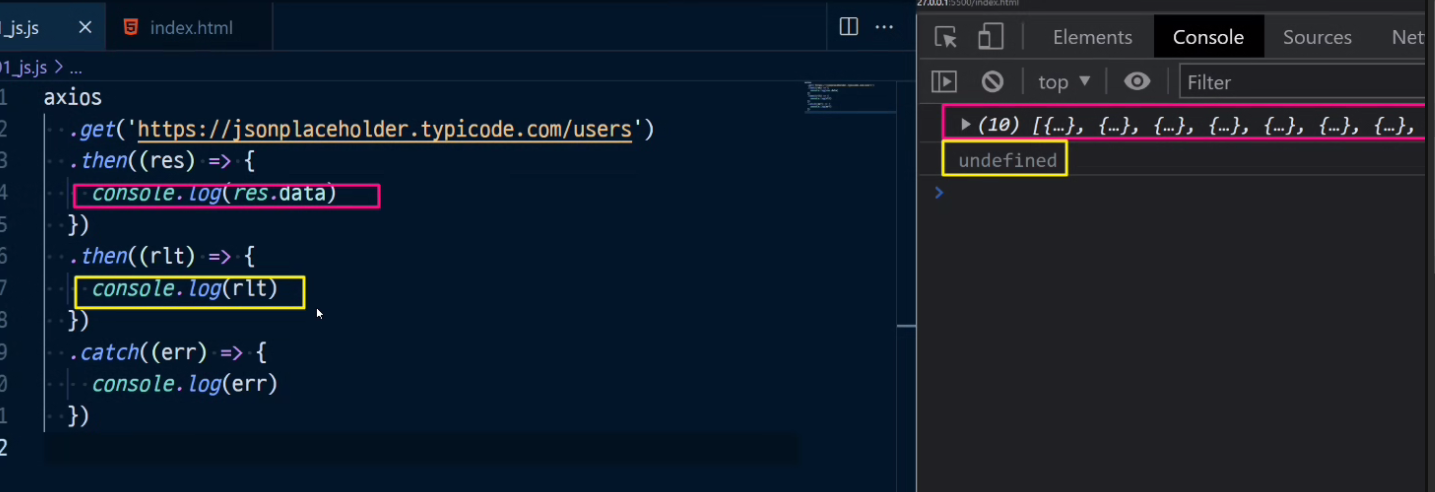 _js.js
index.html
01_js.js > ...
1 axios
2 .get('https://jsonplaceholder.typicode.com/users')
3 .then((res) => {
4 console.log(res.data)
5 })
6 .then((rlt) => {
7 console.log(rlt)
8 })
9 .catch((err) => {
0 console.log(err)
1 })
2
27.0.0.1:5500/index.html
Elements Console Sources Net
top Filter
(10) [{…}, {…}, {…}, {…}, {…}, {…}, {…},
undefined
>